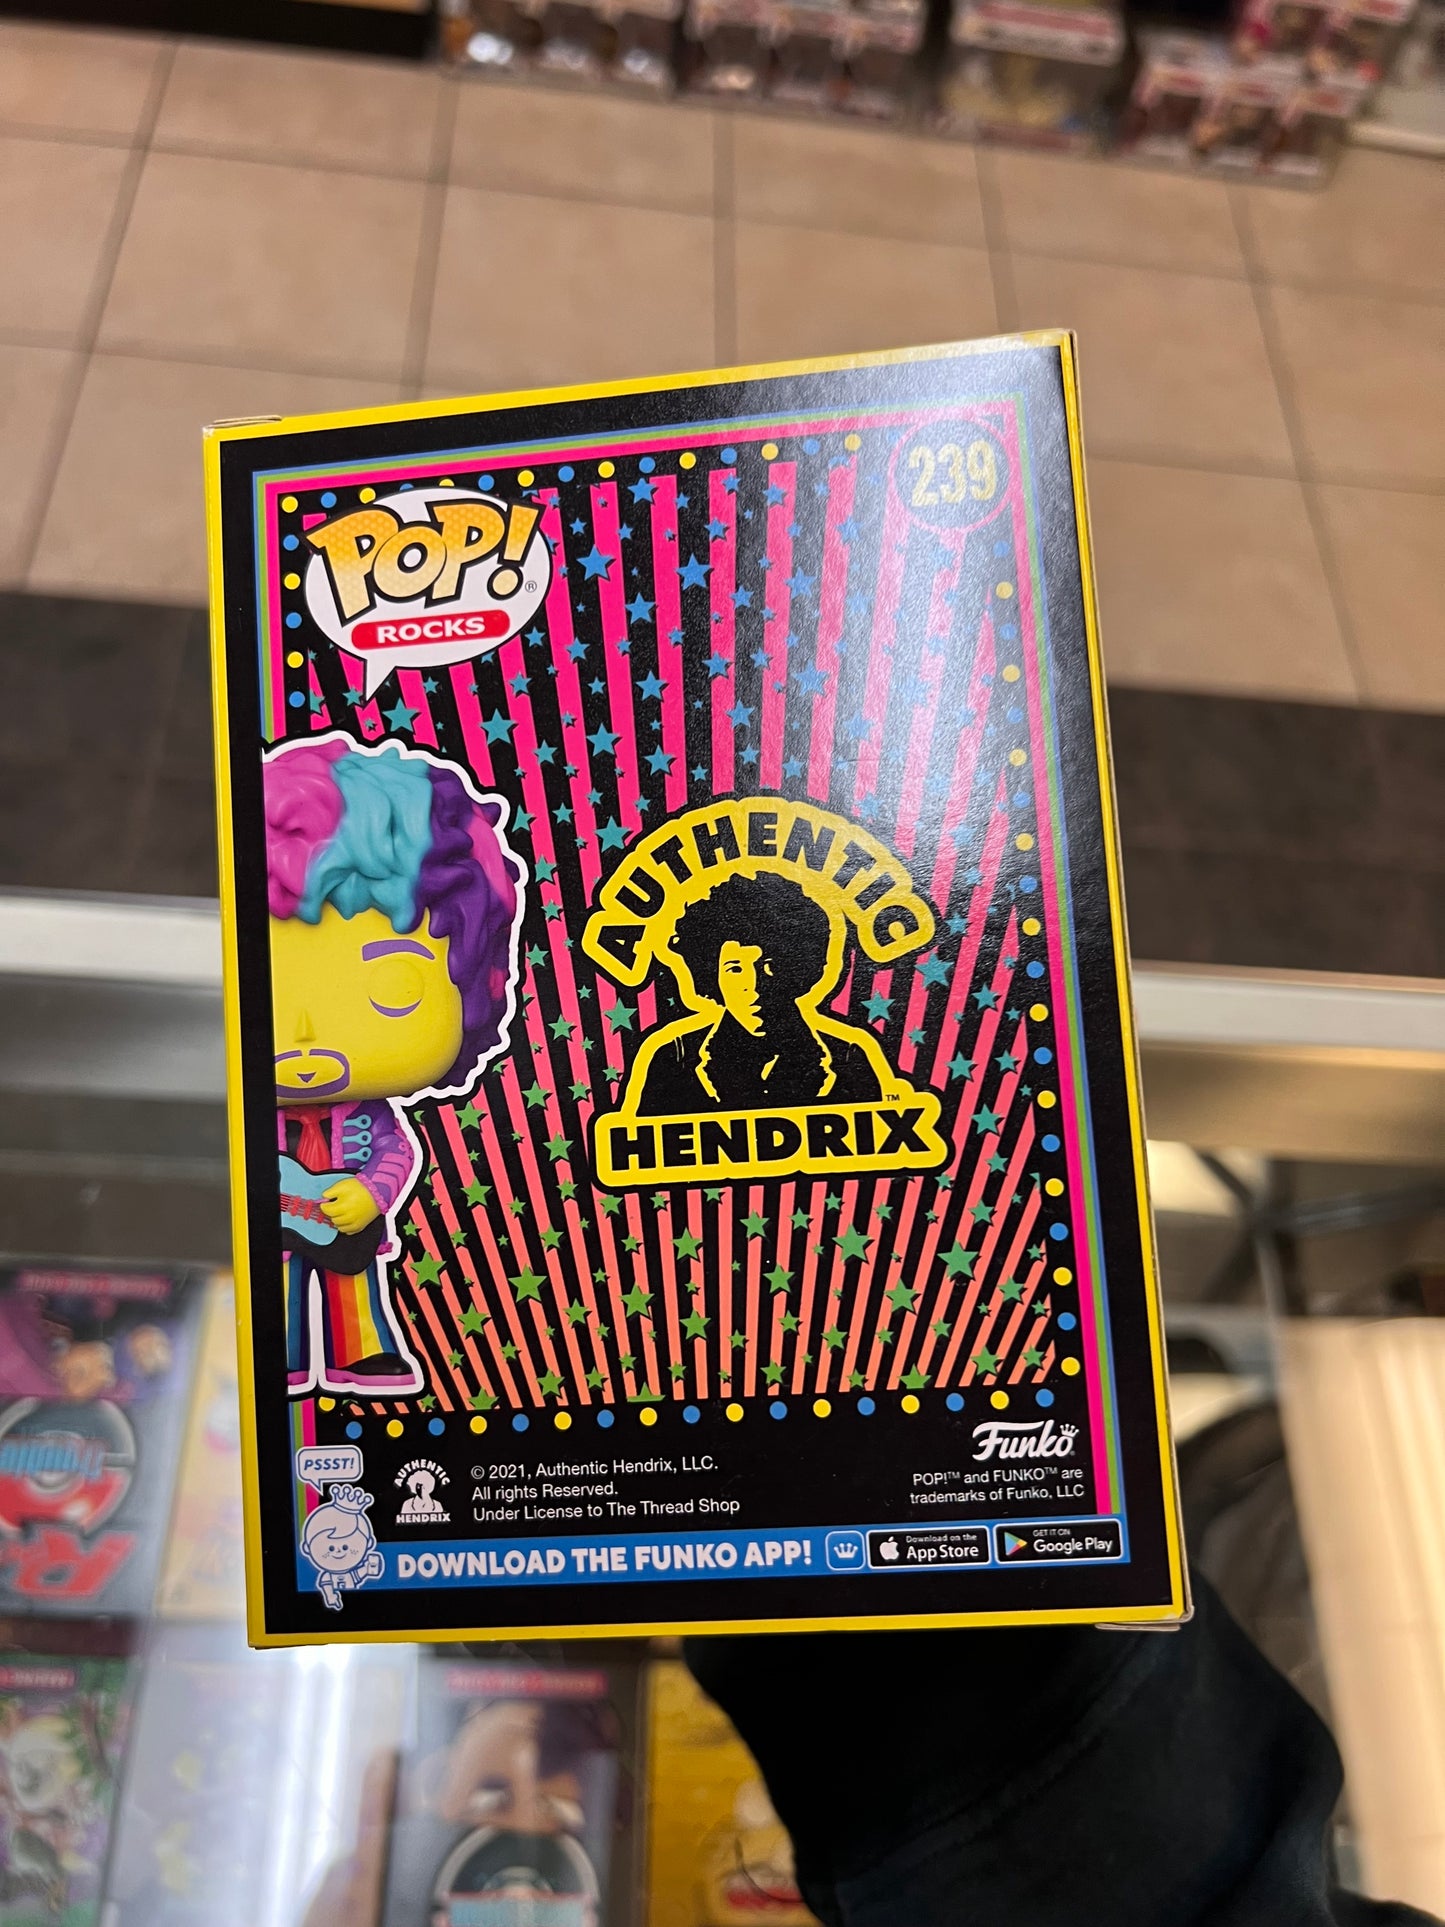 239
POP!®
ROCKS
AUTHENTIC
HENDRIX™
Funko
PSSST!
AUTHENTIC
HENDRIX
© 2021, Authentic Hendrix, LLC.
All rights Reserved.
Under License to The Thread Shop
POP!™ and FUNKO™ are
trademarks of Funko, LLC
DOWNLOAD THE FUNKO APP!
Download on the
App Store
GET IT ON
Google Play